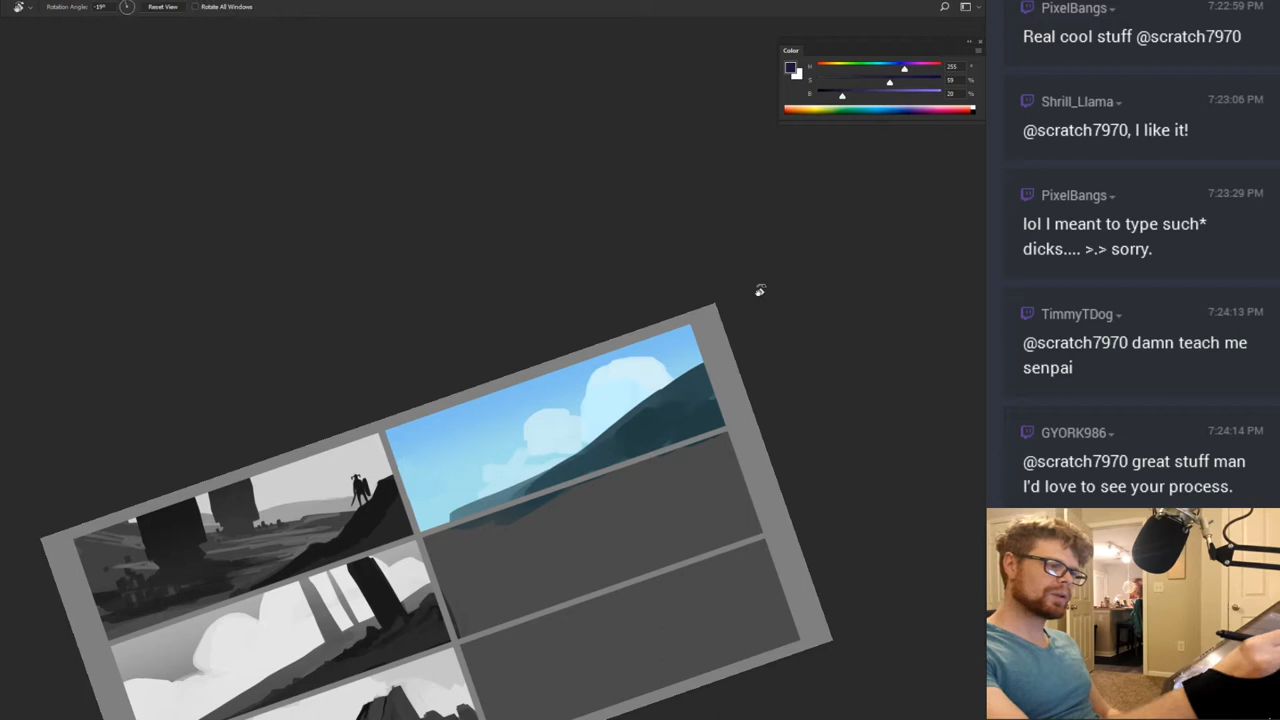 Rotation Angle: -19° Reset View Rotate All Windows
Color
H 255 °
S 59 %
B 20 %
PixelBangs 7:22:59 PM
Real cool stuff @scratch7970
Shrill_Llama 7:23:06 PM
@scratch7970, I like it!
PixelBangs 7:23:29 PM
lol I meant to type such*
dicks.... >.> sorry.
TimmyTDog 7:24:13 PM
@scratch7970 damn teach me
senpai
GYORK986 7:24:14 PM
@scratch7970 great stuff man
I'd love to see your process.